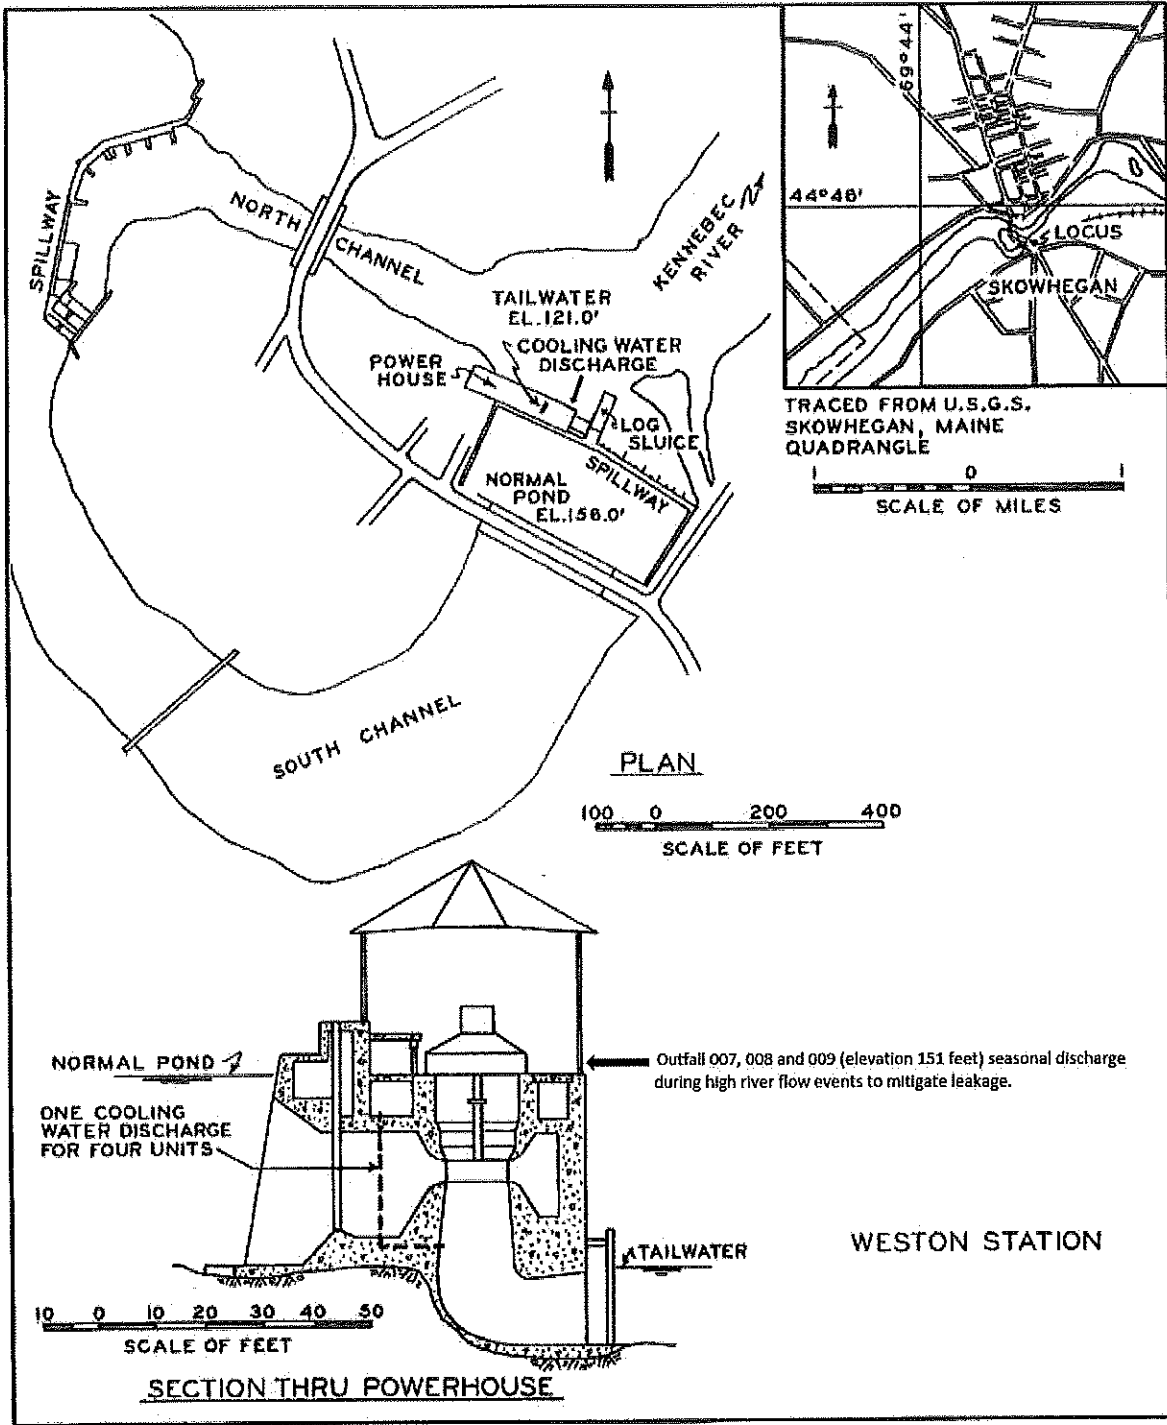 69°44'
44°46'
LOCUS
SKOWHEGAN
TRACED FROM U.S.G.S.
SKOWHEGAN, MAINE
QUADRANGLE
1 0 1
SCALE OF MILES
SPILLWAY
NORTH
CHANNEL
KENNEBEC
RIVER
TAILWATER
EL.121.0'
COOLING WATER
DISCHARGE
POWER
HOUSE
LOG
SLUICE
SPILLWAY
NORMAL
POND
EL.156.0'
SOUTH CHANNEL
PLAN
100 0 200 400
SCALE OF FEET
NORMAL POND
Outfall 007, 008 and 009 (elevation 151 feet) seasonal discharge
during high river flow events to mitigate leakage.
ONE COOLING
WATER DISCHARGE
FOR FOUR UNITS
TAILWATER
WESTON STATION
10 0 10 20 30 40 50
SCALE OF FEET
SECTION THRU POWERHOUSE